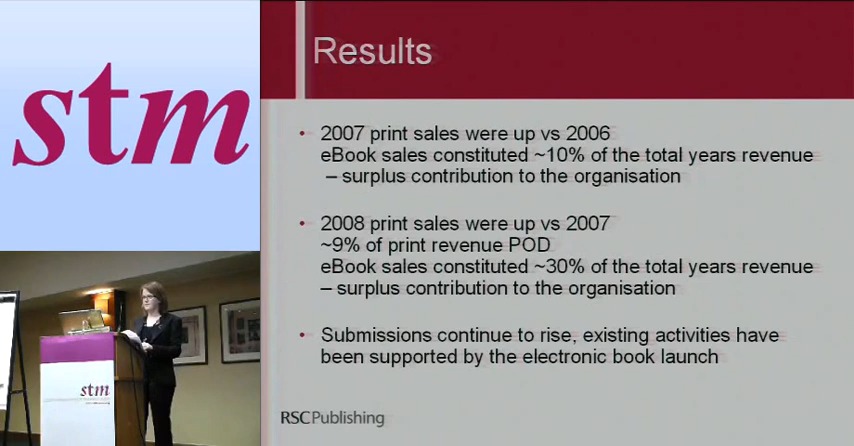 stm
Results
• 2007 print sales were up vs 2006
eBook sales constituted ~10% of the total years revenue
– surplus contribution to the organisation
• 2008 print sales were up vs 2007
~9% of print revenue POD
eBook sales constituted ~30% of the total years revenue
– surplus contribution to the organisation
• Submissions continue to rise, existing activities have
been supported by the electronic book launch
RSCPublishing
stm